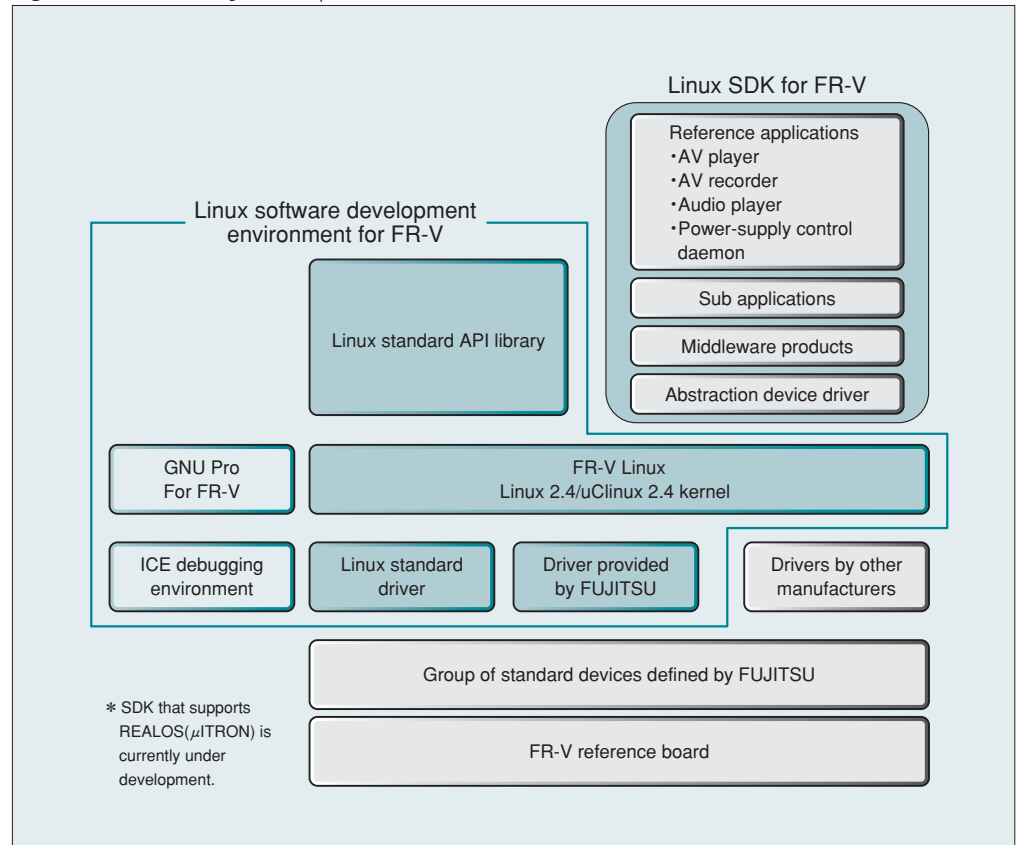 Linux SDK for FR-V
Reference applications
・AV player
・AV recorder
・Audio player
・Power-supply control
daemon
Sub applications
Middleware products
Abstraction device driver
Linux software development
environment for FR-V
Linux standard API library
GNU Pro
For FR-V
FR-V Linux
Linux 2.4/uClinux 2.4 kernel
ICE debugging
environment
Linux standard
driver
Driver provided
by FUJITSU
Drivers by other
manufacturers
Group of standard devices defined by FUJITSU
FR-V reference board
* SDK that supports
REALOS(μITRON) is
currently under
development.